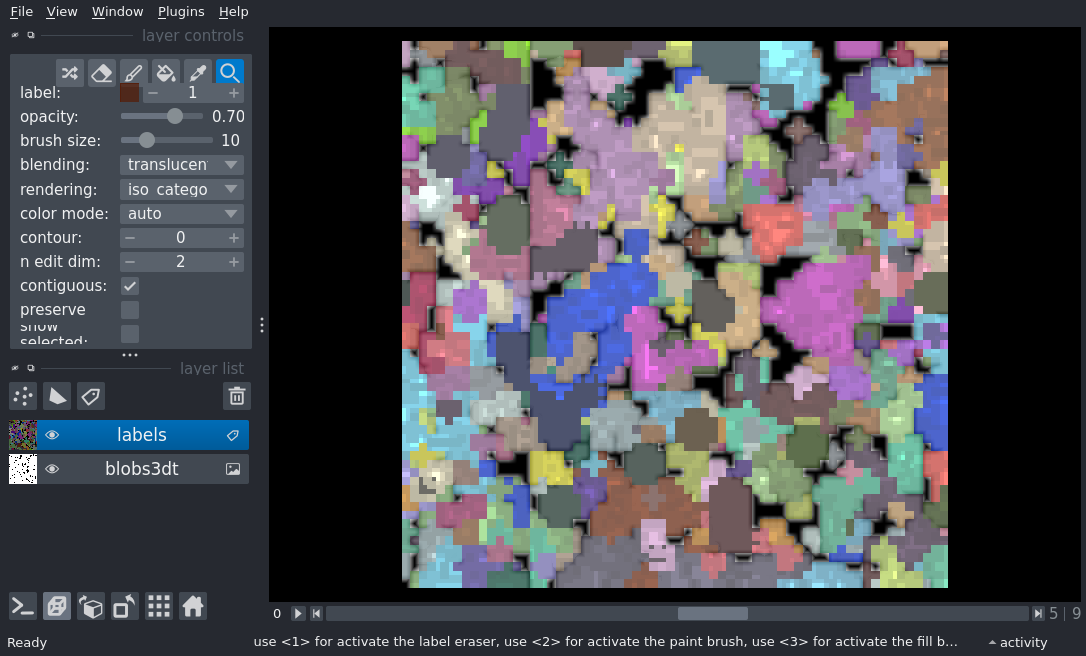 File View Window Plugins Help
layer controls
label: 1
opacity: 0.70
brush size: 10
blending: translucen
rendering: iso_catego
color mode: auto
contour: 0
n edit dim: 2
contiguous:
preserve
show
selected:
layer list
labels
blobs3dt
0 5 | 9
Ready use <1> for activate the label eraser, use <2> for activate the paint brush, use <3> for activate the fill b... activity